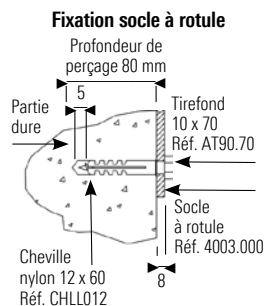 Fixation socle à rotule
Profondeur de
perçage 80 mm
5
Partie
dure
Tirefond
10 x 70
Réf. AT90.70
Socle
à rotule
Réf. 4003.000
Cheville
nylon 12 x 60
Réf. CHLL012
8